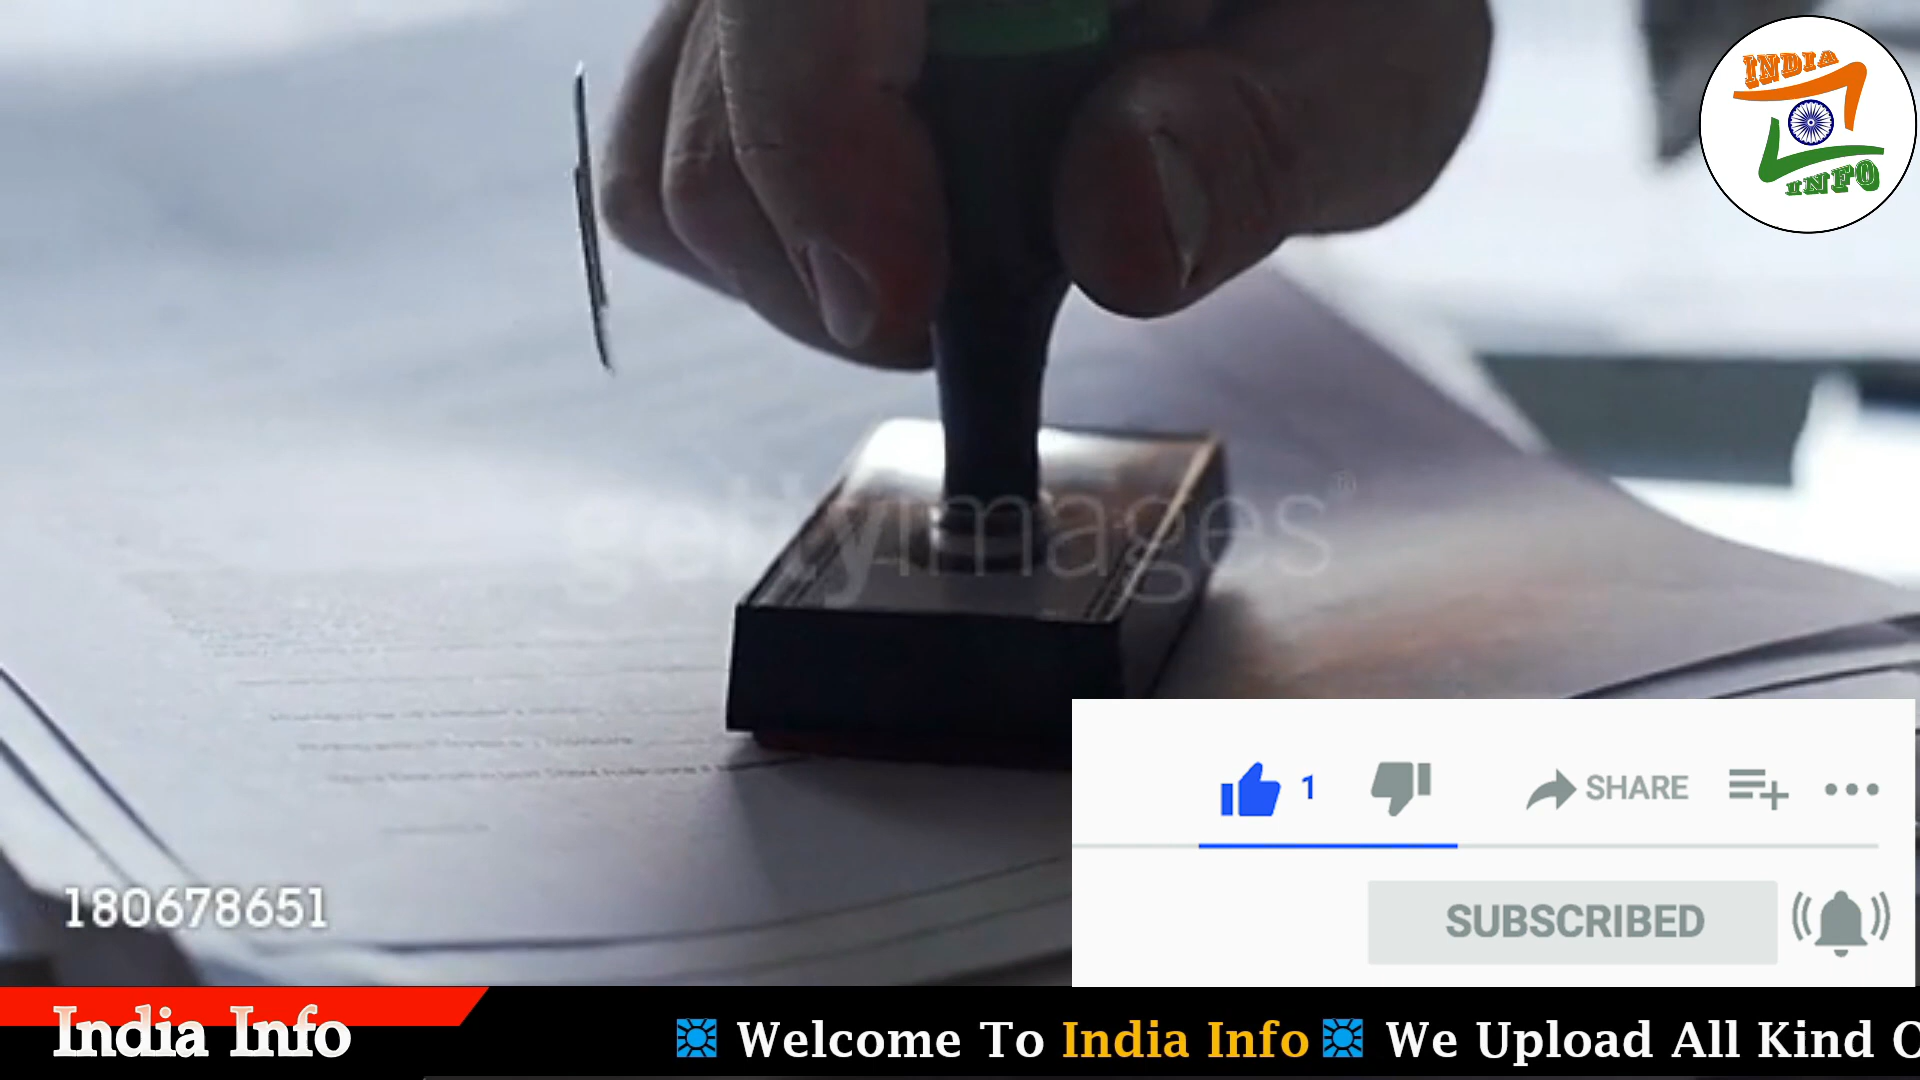 INDIA
INFO
gettyimages®
1
SHARE
SUBSCRIBED
180678651
India Info
Welcome To India Info We Upload All Kind O